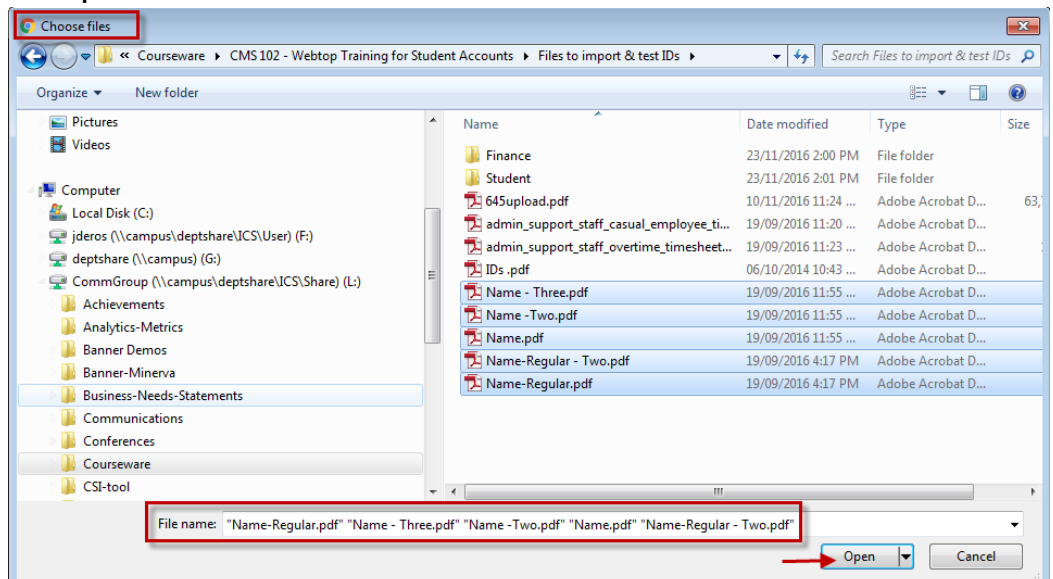 Choose files
« Courseware CMS 102 - Webtop Training for Student Accounts Files to import & test IDs Search Files to import & test IDs
Organize New folder
Pictures
Videos
Computer
Local Disk (C:)
jderos (\\campus\deptshare\ICS\User) (F:)
deptshare (\\campus) (G:)
CommGroup (\\campus\deptshare\ICS\Share) (L:)
Achievements
Analytics-Metrics
Banner Demos
Banner-Minerva
Business-Needs-Statements
Communications
Conferences
Courseware
CSI-tool
Name Date modified Type Size
Finance 23/11/2016 2:00 PM File folder
Student 23/11/2016 2:01 PM File folder
645upload.pdf 10/11/2016 11:24 ... Adobe Acrobat D... 63,
admin_support_staff_casual_employee_ti... 19/09/2016 11:20 ... Adobe Acrobat D...
admin_support_staff_overtime_timesheet... 19/09/2016 11:23 ... Adobe Acrobat D...
IDs .pdf 06/10/2014 10:43 ... Adobe Acrobat D...
Name - Three.pdf 19/09/2016 11:55 ... Adobe Acrobat D...
Name -Two.pdf 19/09/2016 11:55 ... Adobe Acrobat D...
Name.pdf 19/09/2016 11:55 ... Adobe Acrobat D...
Name-Regular - Two.pdf 19/09/2016 4:17 PM Adobe Acrobat D...
Name-Regular.pdf 19/09/2016 4:17 PM Adobe Acrobat D...
File name: "Name-Regular.pdf" "Name - Three.pdf" "Name -Two.pdf" "Name.pdf" "Name-Regular - Two.pdf"
Open Cancel